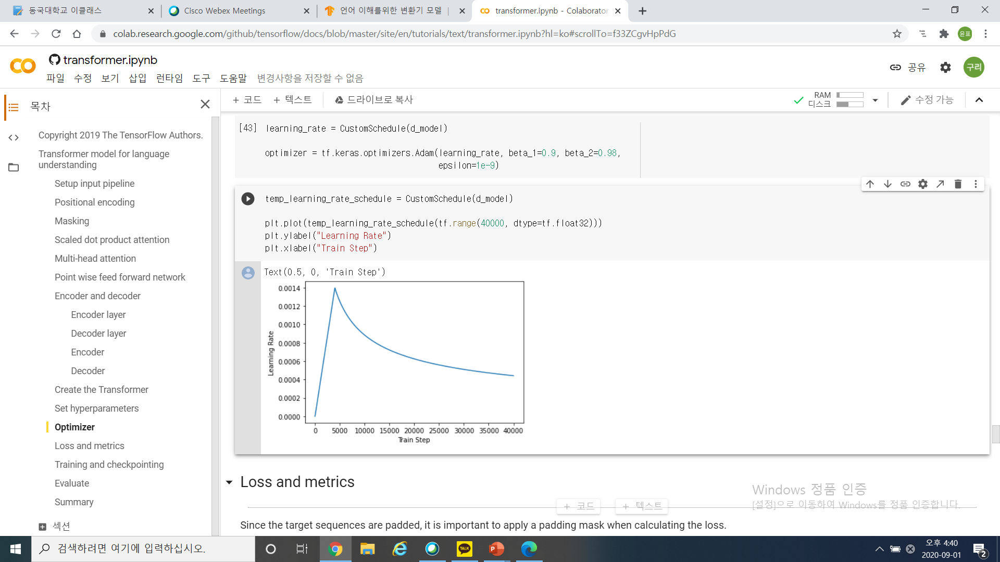 동국대학교 이클래스
Cisco Webex Meetings
언어 이해를위한 변환기 모델 |
transformer.ipynb - Colaborator
colab.research.google.com/github/tensorflow/docs/blob/master/site/en/tutorials/text/transformer.ipynb?hl=ko#scrollTo=f33ZCgvHpPdG
윤표
transformer.ipynb
파일 수정 보기 삽입 런타임 도구 도움말 변경사항을 저장할 수 없음
공유
구리
목차
+ 코드 + 텍스트 드라이브로 복사
RAM
디스크
수정 가능
Copyright 2019 The TensorFlow Authors.
Transformer model for language
understanding
Setup input pipeline
Positional encoding
Masking
Scaled dot product attention
Multi-head attention
Point wise feed forward network
Encoder and decoder
Encoder layer
Decoder layer
Encoder
Decoder
Create the Transformer
Set hyperparameters
Optimizer
Loss and metrics
Training and checkpointing
Evaluate
Summary
섹션
[43] learning_rate = CustomSchedule(d_model)
optimizer = tf.keras.optimizers.Adam(learning_rate, beta_1=0.9, beta_2=0.98,
epsilon=1e-9)
temp_learning_rate_schedule = CustomSchedule(d_model)
plt.plot(temp_learning_rate_schedule(tf.range(40000, dtype=tf.float32)))
plt.ylabel("Learning Rate")
plt.xlabel("Train Step")
Text(0.5, 0, 'Train Step')
0.0014
0.0012
0.0010
0.0008
0.0006
0.0004
0.0002
0.0000
Learning Rate
0 5000 10000 15000 20000 25000 30000 35000 40000
Train Step
Loss and metrics
+ 코드 + 텍스트
Since the target sequences are padded, it is important to apply a padding mask when calculating the loss.
Windows 정품 인증
[설정]으로 이동하여 Windows를 정품 인증합니다.
검색하려면 여기에 입력하십시오.
TALK
오후 4:40
2020-09-01
2